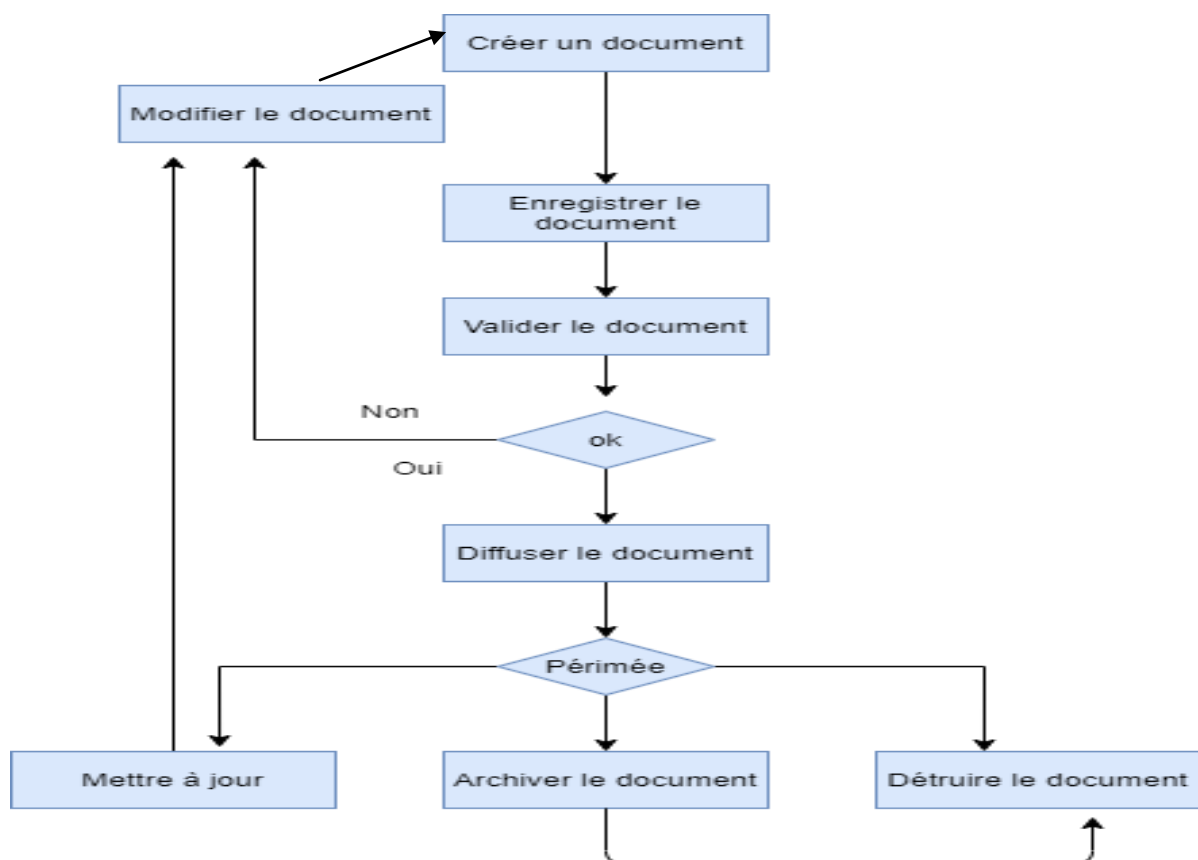 Créer un document
Modifier le document
Enregistrer le
document
Valider le document
Non
ok
Oui
Diffuser le document
Périmée
Mettre à jour
Archiver le document
Détruire le document